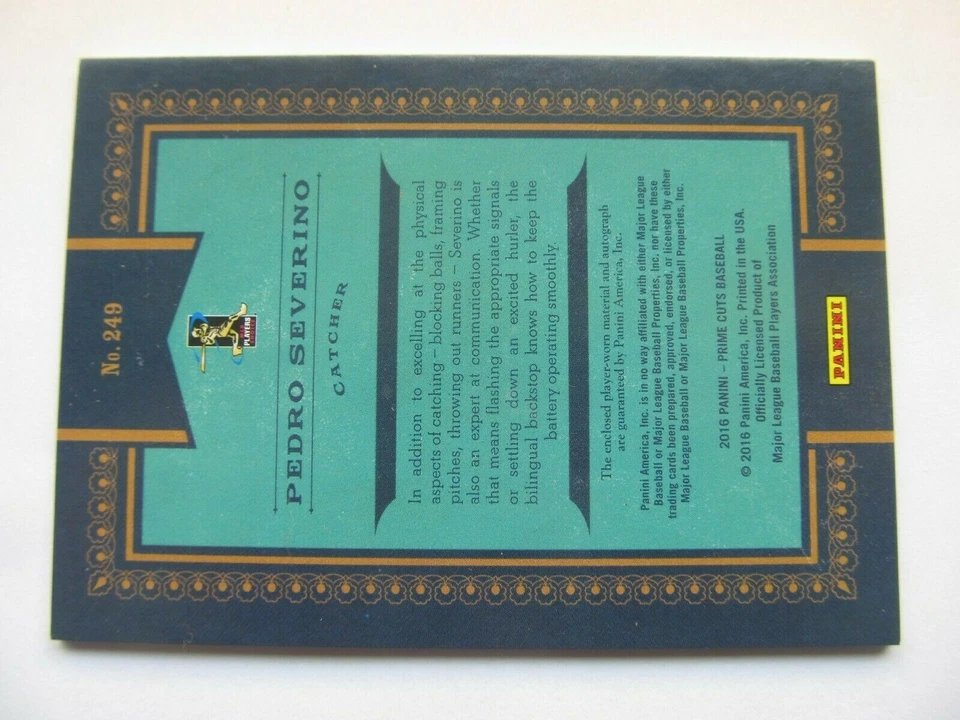 No. 249
PLAYERS
PEDRO SEVERINO
CATCHER
In addition to excelling at the physical
aspects of catching – blocking balls, framing
pitches, throwing out runners – Severino is
also an expert at communication. Whether
that means flashing the appropriate signals
or settling down an excited hurler, the
bilingual backstop knows how to keep the
battery operating smoothly
The enclosed player-worn material and autograph
are guaranteed by Panini America, Inc.
Panini America, Inc. is in no way affiliated with either Major League
Baseball or Major League Baseball Properties, Inc. nor have these
trading cards been prepared, approved, endorsed, or licensed by either
Major League Baseball or Major League Baseball Properties, Inc.
2016 PANINI – PRIME CUTS BASEBALL
© 2016 Panini America, Inc. Printed in the USA.
Officially Licensed Product of
Major League Baseball Players Association
PANINI